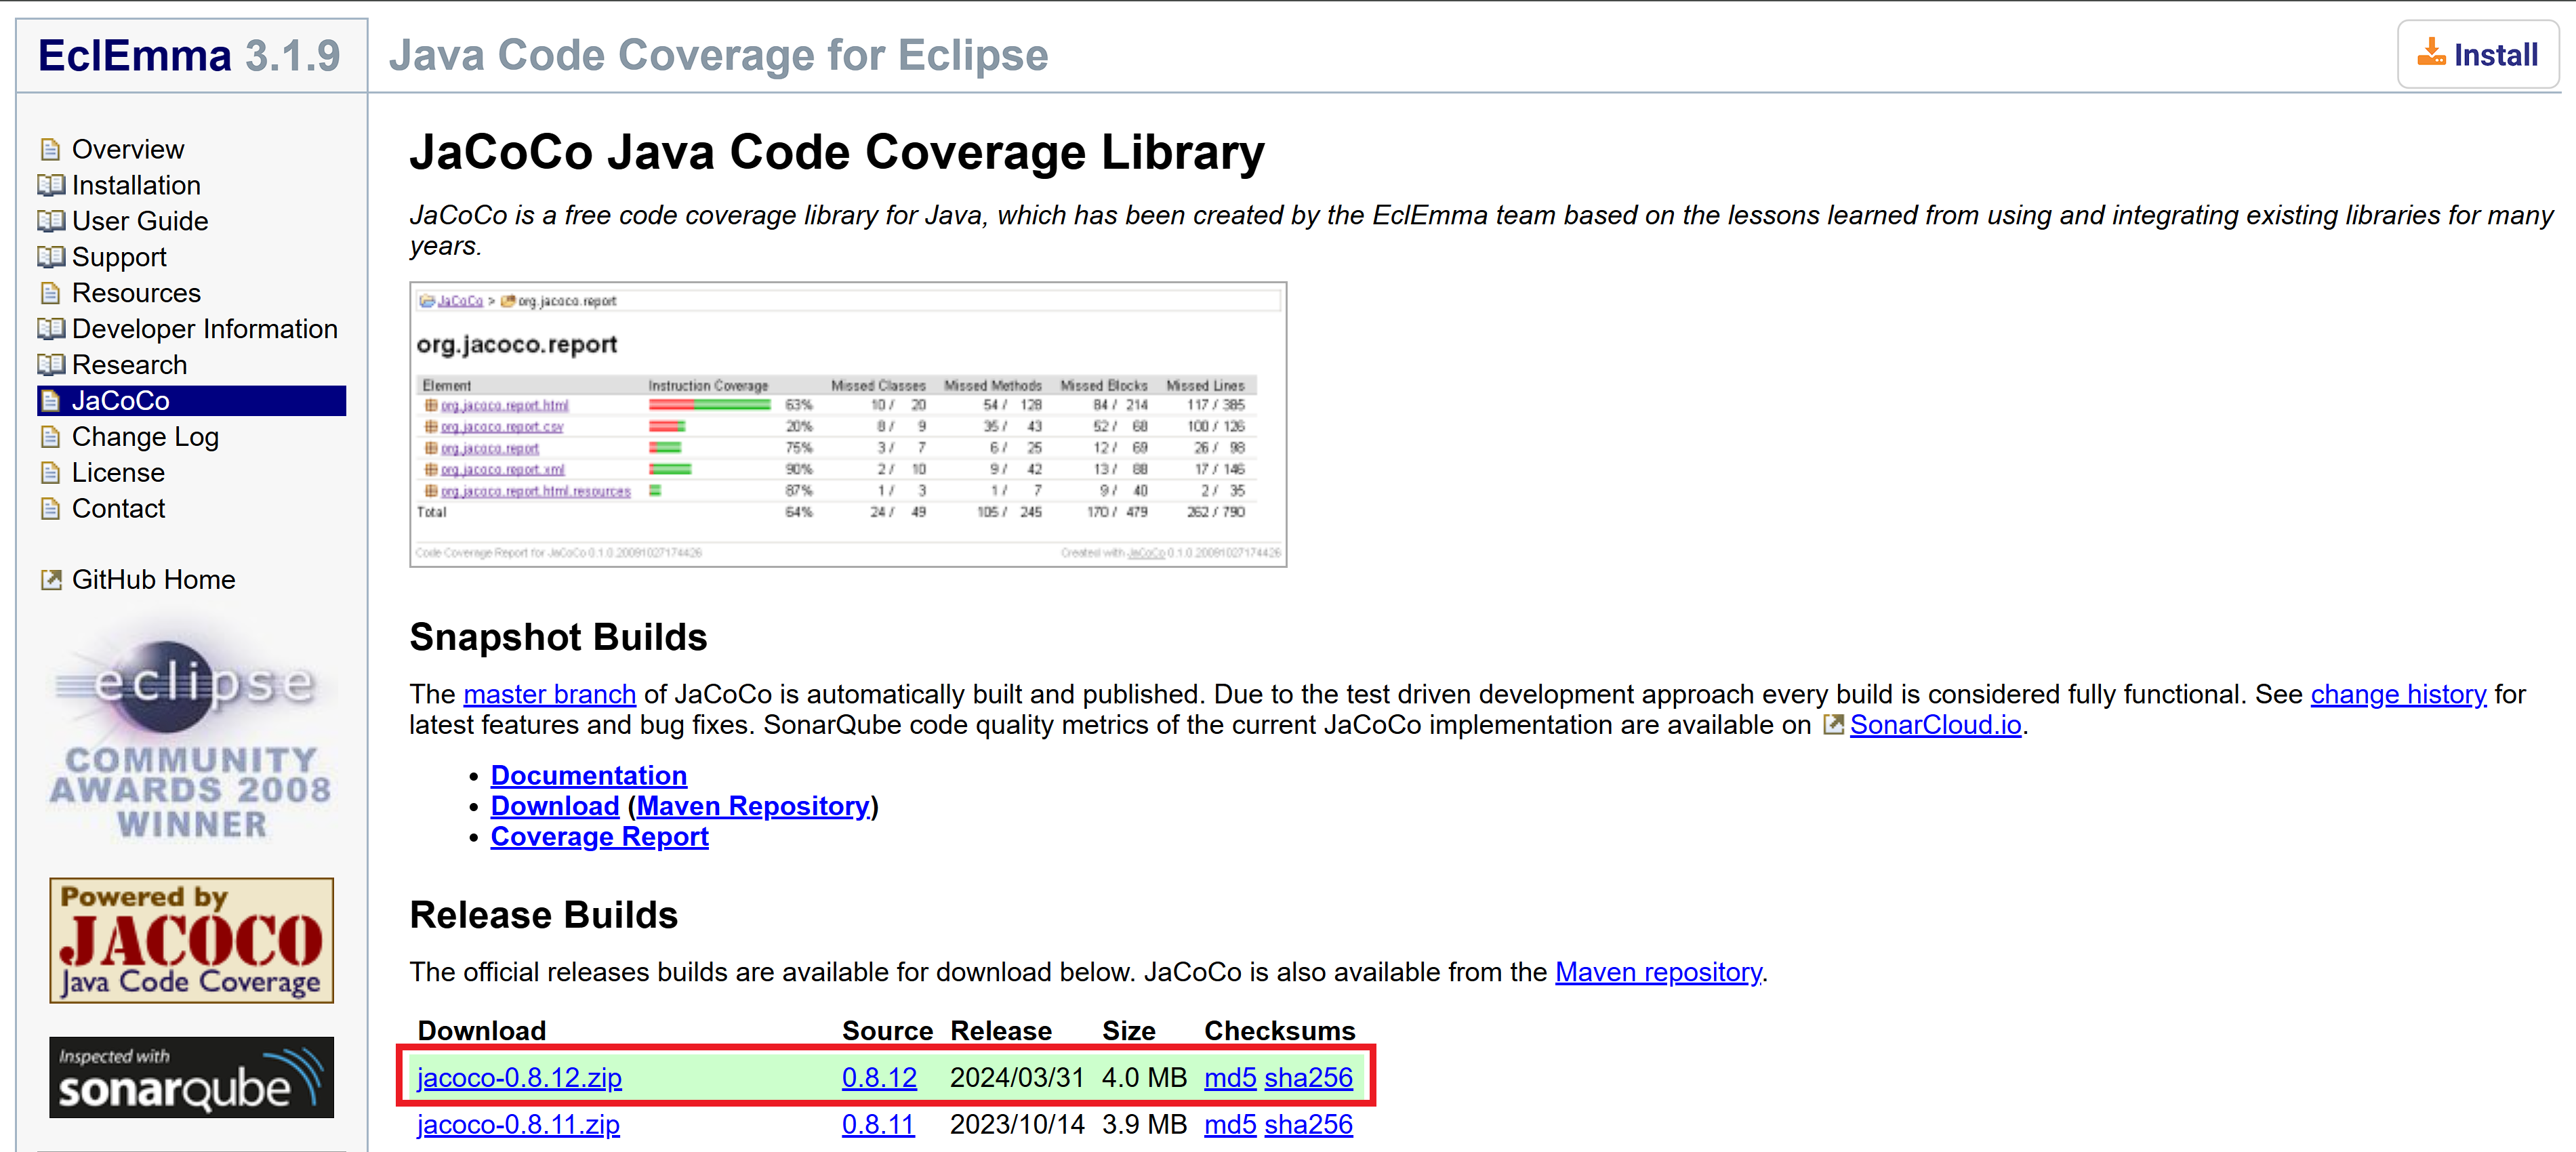 EclEmma 3.1.9
Java Code Coverage for Eclipse
Install
Overview
Installation
User Guide
Support
Resources
Developer Information
Research
JaCoCo
Change Log
License
Contact
GitHub Home
eclipse
COMMUNITY
AWARDS 2008
WINNER
Powered by
JACOCO
Java Code Coverage
Inspected with
sonarqube
JaCoCo Java Code Coverage Library
JaCoCo is a free code coverage library for Java, which has been created by the EclEmma team based on the lessons learned from using and integrating existing libraries for many
years.
JaCoCo > org.jacoco.report
org.jacoco.report
Element Instruction Coverage Missed Classes Missed Methods Missed Blocks Missed Lines
org.jacoco.report.html 63% 10 / 20 54 / 128 84 / 214 117 / 385
org.jacoco.report.csv 20% 8 / 9 35 / 43 52 / 68 100 / 126
org.jacoco.report 75% 3 / 7 6 / 25 12 / 69 26 / 98
org.jacoco.report.xml 90% 2 / 10 9 / 42 13 / 88 17 / 146
org.jacoco.report.html.resources 87% 1 / 3 1 / 7 9 / 40 2 / 35
Total 64% 24 / 49 105 / 245 170 / 479 262 / 790
Code Coverage Report for JaCoCo 0.1.0.20091027174426 Created with JaCoCo 0.1.0.20091027174426
Snapshot Builds
The master branch of JaCoCo is automatically built and published. Due to the test driven development approach every build is considered fully functional. See change history for
latest features and bug fixes. SonarQube code quality metrics of the current JaCoCo implementation are available on SonarCloud.io.
• Documentation
• Download (Maven Repository)
• Coverage Report
Release Builds
The official releases builds are available for download below. JaCoCo is also available from the Maven repository.
Download Source Release Size Checksums
jacoco-0.8.12.zip 0.8.12 2024/03/31 4.0 MB md5 sha256
jacoco-0.8.11.zip 0.8.11 2023/10/14 3.9 MB md5 sha256